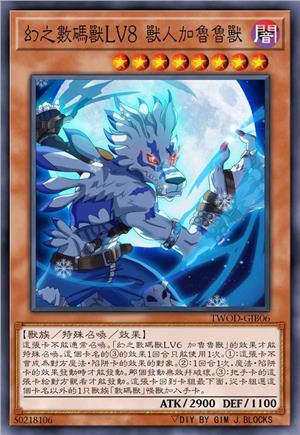 幻之數碼獸LV8 獸人加魯魯獸
闇
TWOD-GIB06
【獸族／特殊召喚／效果】
這張卡不能通常召喚。「幻之數碼獸LV6 加魯魯獸」的效果才能
特殊召喚。這個卡名的③的效果1回合只能使用1次。①：這張卡不
會成為對方魔法‧陷阱卡的效果的對象。②：1回合1次，魔法‧陷
阱卡的效果發動時才能發動。那個發動無效並破壞。③：把手卡的這
張卡給對方觀看才能發動。這張卡回到卡組最下面，從卡組選這
個卡名以外的1只獸族「數碼獸」怪獸加入手卡。
ATK／2900 DEF／1100
50218106 DIY BY GIM J.BLOCKS